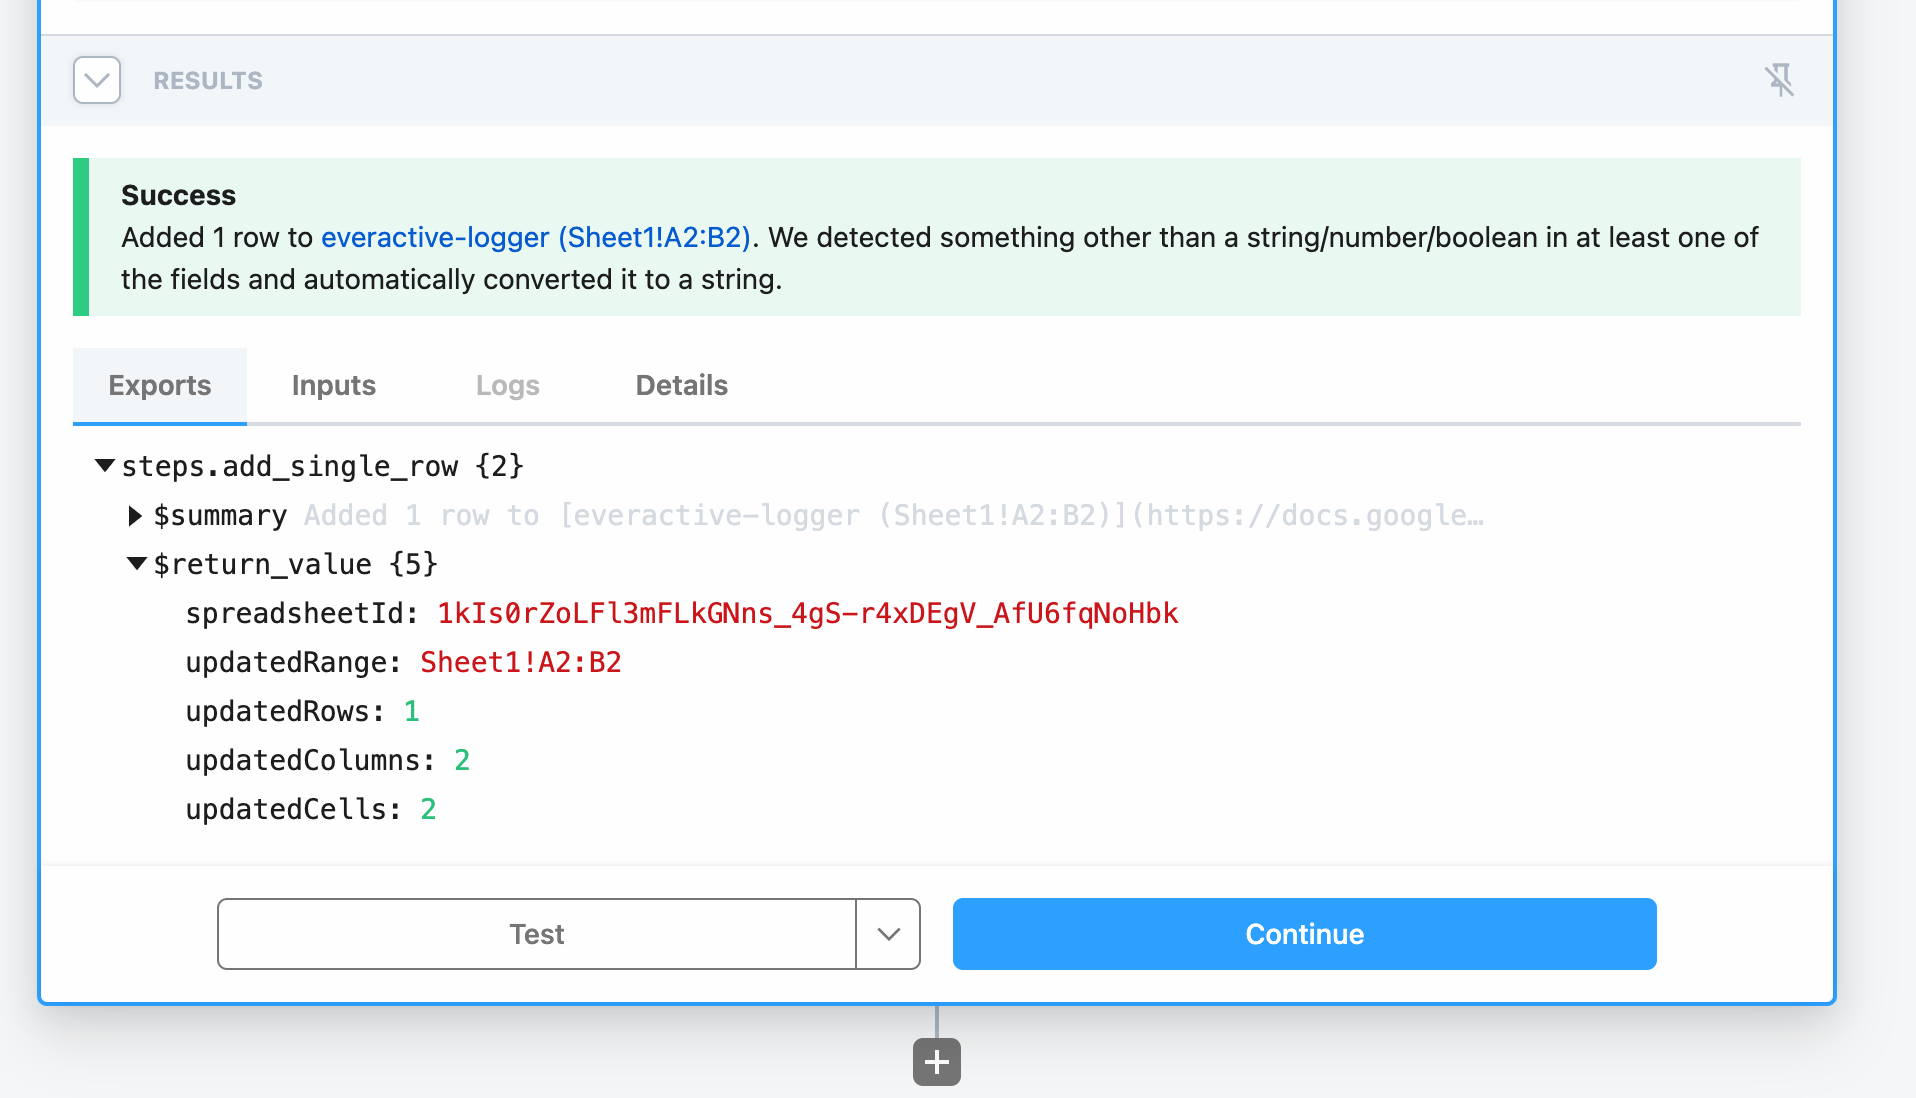 RESULTS
Success
Added 1 row to everactive-logger (Sheet1!A2:B2). We detected something other than a string/number/boolean in at least one of
the fields and automatically converted it to a string.
Exports Inputs Logs Details
steps.add_single_row {2}
$summary Added 1 row to [everactive-logger (Sheet1!A2:B2)](https://docs.google…
$return_value {5}
spreadsheetId: 1kIs0rZoLFl3mFLkGNns_4gS-r4xDEgV_AfU6fqNoHbk
updatedRange: Sheet1!A2:B2
updatedRows: 1
updatedColumns: 2
updatedCells: 2
Test Continue